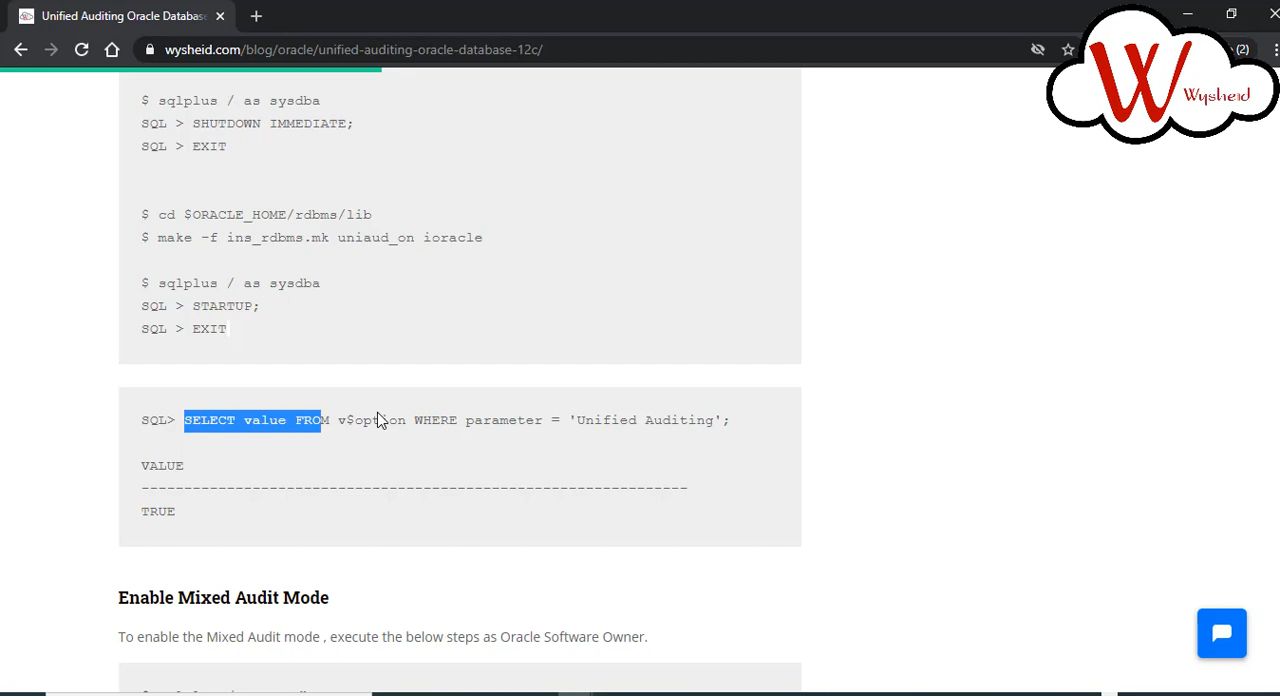 Unified Auditing Oracle Databas
wysheid.com/blog/oracle/unified-auditing-oracle-database-12c/
(2)
W Wysheid
$ sqlplus / as sysdba
SQL > SHUTDOWN IMMEDIATE;
SQL > EXIT
$ cd $ORACLE_HOME/rdbms/lib
$ make -f ins_rdbms.mk uniaud_on ioracle
$ sqlplus / as sysdba
SQL > STARTUP;
SQL > EXIT
SQL> SELECT value FROM v$option WHERE parameter = 'Unified Auditing';
VALUE
----------------------------------------------------------------
TRUE
Enable Mixed Audit Mode
To enable the Mixed Audit mode , execute the below steps as Oracle Software Owner.